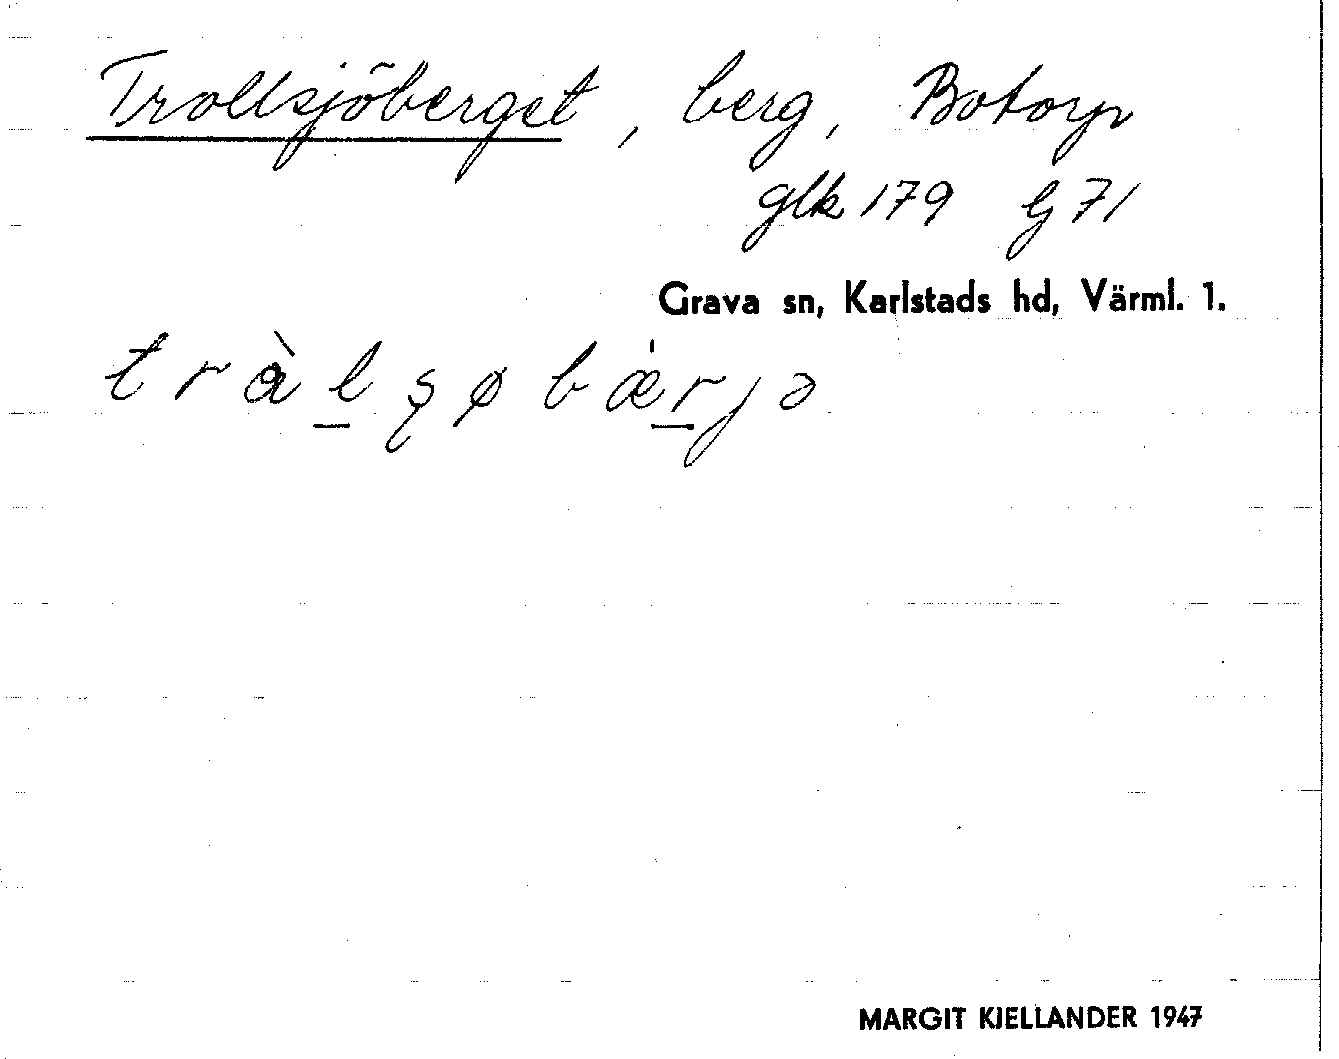 Trollsjöberget, berg, Botorp
glk 179 G 71
Grava sn, Karlstads hd, Värml. 1.
tràl̲ʂøbæ̍r̲jə
MARGIT KJELLANDER 1947